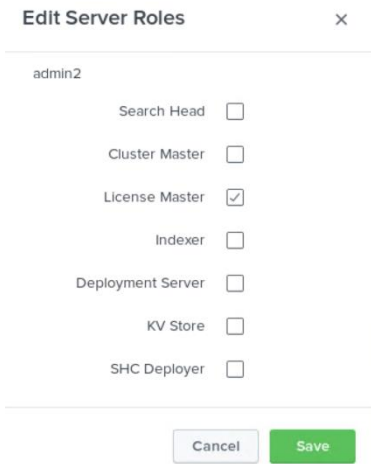 Edit Server Roles
admin2
Search Head
Cluster Master
License Master
Indexer
Deployment Server
KV Store
SHC Deployer
Cancel Save